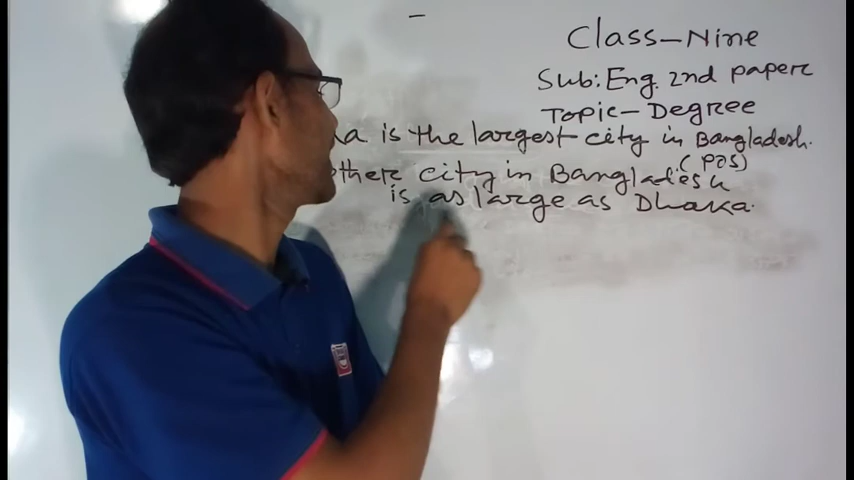 Class-Nine
Sub: Eng. 2nd paper
Topic-Degree
is the largest city in Bangladesh.
(pos)
city in Bangladesh
is as large as Dhaka.